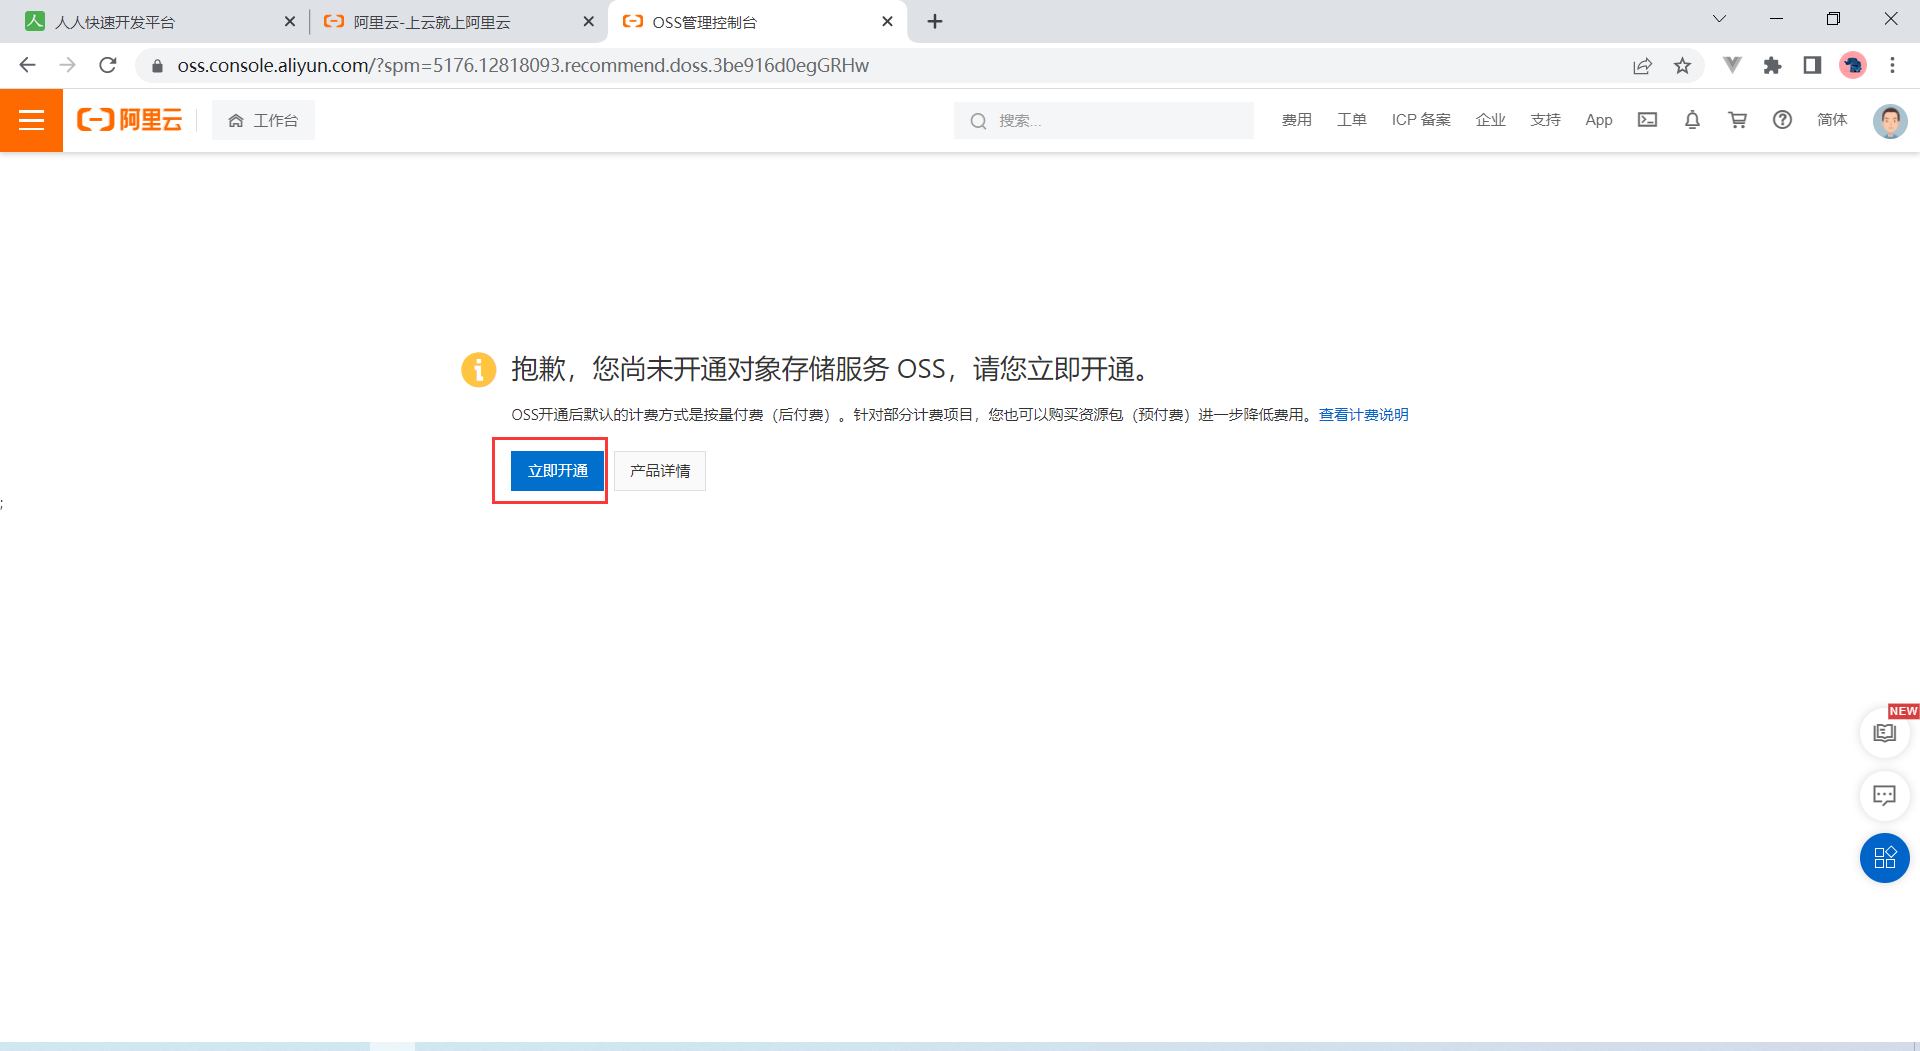 人人快速开发平台
阿里云-上云就上阿里云
OSS管理控制台
oss.console.aliyun.com/?spm=5176.12818093.recommend.doss.3be916d0egGRHw
阿里云
工作台
搜索...
费用
工单
ICP 备案
企业
支持
App
简体
抱歉，您尚未开通对象存储服务 OSS，请您立即开通。
OSS开通后默认的计费方式是按量付费（后付费）。针对部分计费项目，您也可以购买资源包（预付费）进一步降低费用。查看计费说明
立即开通
产品详情
;
NEW